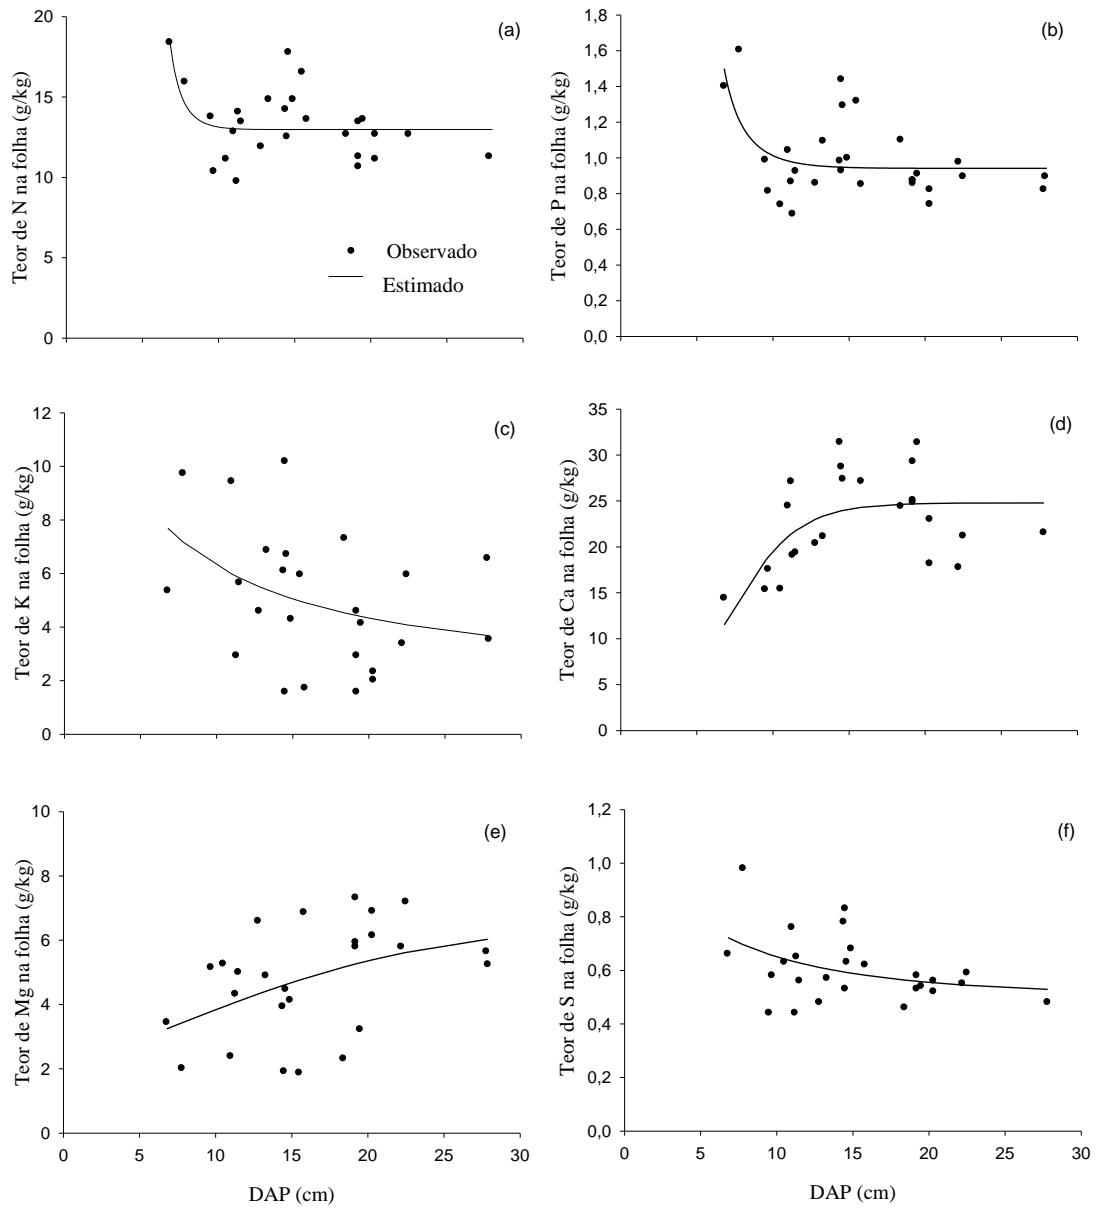 (a)
Teor de N na folha (g/kg)
20
15
10
5
0
Observado
Estimado
(b)
Teor de P na folha (g/kg)
1,8
1,6
1,4
1,2
1,0
0,8
0,6
0,4
0,2
0,0
(c)
Teor de K na folha (g/kg)
12
10
8
6
4
2
0
(d)
Teor de Ca na folha (g/kg)
35
30
25
20
15
10
5
0
(e)
Teor de Mg na folha (g/kg)
10
8
6
4
2
0
0 5 10 15 20 25 30
DAP (cm)
(f)
Teor de S na folha (g/kg)
1,2
1,0
0,8
0,6
0,4
0,2
0,0
0 5 10 15 20 25 30
DAP (cm)